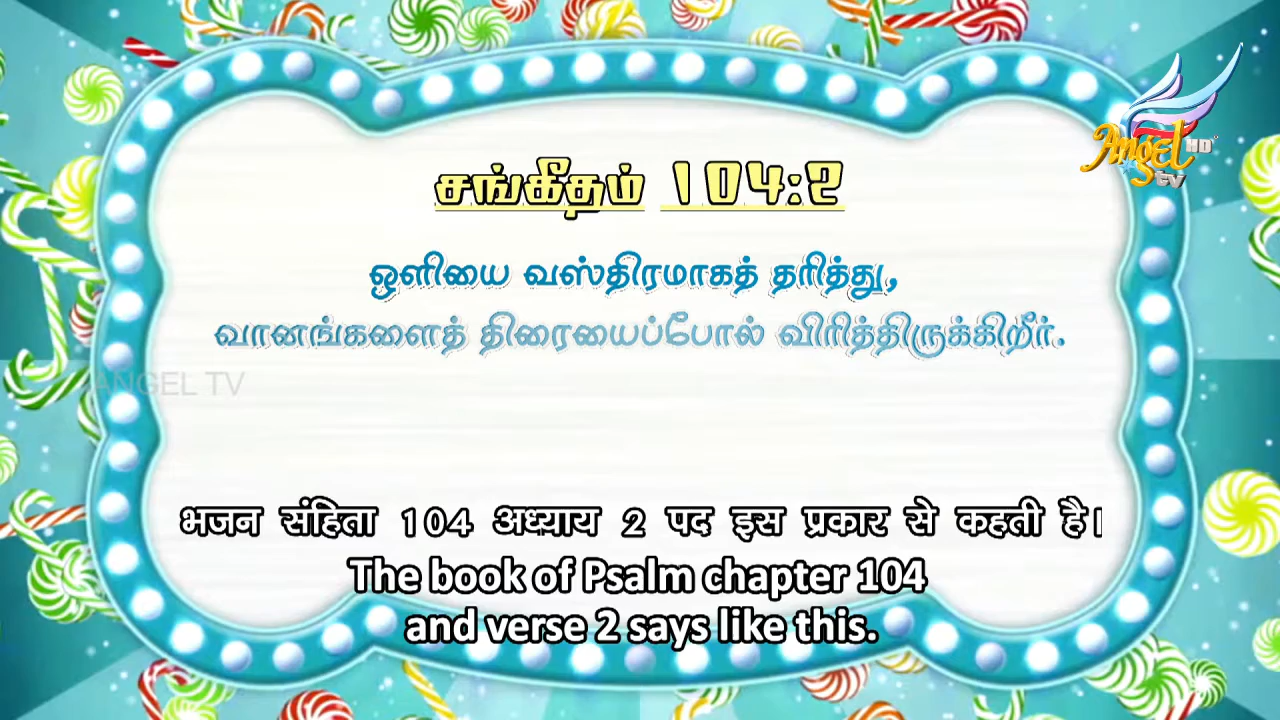 Angel HD
tv
சங்கீதம் 104:2
ஒளியை வஸ்திரமாகத் தரித்து,
வானங்களைத் திரையைப்போல் விரித்திருக்கிறீர்.
ANGEL TV
भजन संहिता 104 अध्याय 2 पद इस प्रकार से कहती है।
The book of Psalm chapter 104
and verse 2 says like this.